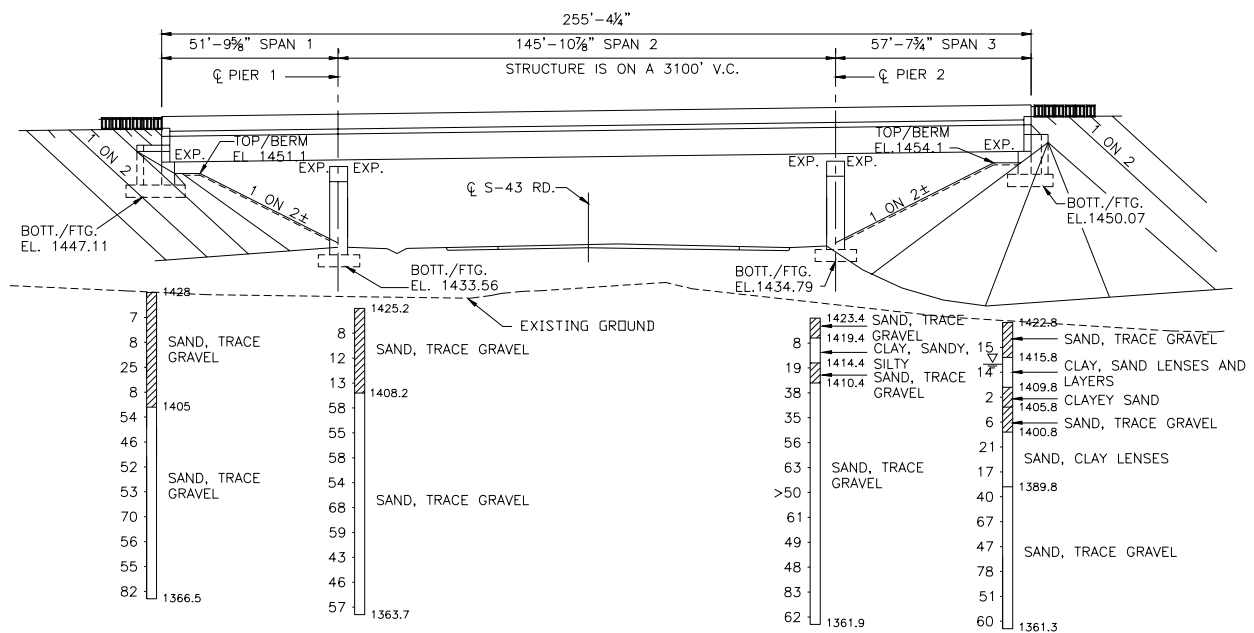 255'-4¼"
51'-9⅝" SPAN 1
145'-10⅞" SPAN 2
57'-7¾" SPAN 3
℄ PIER 1
STRUCTURE IS ON A 3100' V.C.
℄ PIER 2
1 ON 2
TOP/BERM
EL 1451.1
EXP.
EXP.
EXP.
1 ON 2±
℄ S-43 RD.
TOP/BERM
EL.1454.1
EXP.
EXP.
EXP.
1 ON 2±
1 ON 2
BOTT./FTG.
EL. 1447.11
BOTT./FTG.
EL. 1433.56
BOTT./FTG.
EL.1434.79
BOTT./FTG.
EL.1450.07
EXISTING GROUND
1428
7
8
25
8
1405
54
46
52
53
70
56
55
82
1366.5
SAND, TRACE
GRAVEL
SAND, TRACE
GRAVEL
1425.2
8
12
13
1408.2
58
55
58
54
68
59
43
46
57
1363.7
SAND, TRACE GRAVEL
SAND, TRACE GRAVEL
1423.4
SAND, TRACE
GRAVEL
1419.4
8
CLAY, SANDY,
SILTY
1414.4
19
SAND, TRACE
GRAVEL
1410.4
38
35
56
63
>50
61
49
48
83
62
1361.9
SAND, TRACE
GRAVEL
1422.8
15
SAND, TRACE GRAVEL
1415.8
14
CLAY, SAND LENSES AND
LAYERS
1409.8
2
CLAYEY SAND
1405.8
6
SAND, TRACE GRAVEL
1400.8
21
17
SAND, CLAY LENSES
1389.8
40
67
47
78
51
60
1361.3
SAND, TRACE GRAVEL